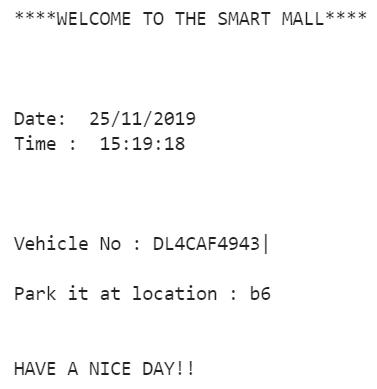 ****WELCOME TO THE SMART MALL****
Date:  25/11/2019
Time :  15:19:18
Vehicle No : DL4CAF4943|
Park it at location : b6
HAVE A NICE DAY!!